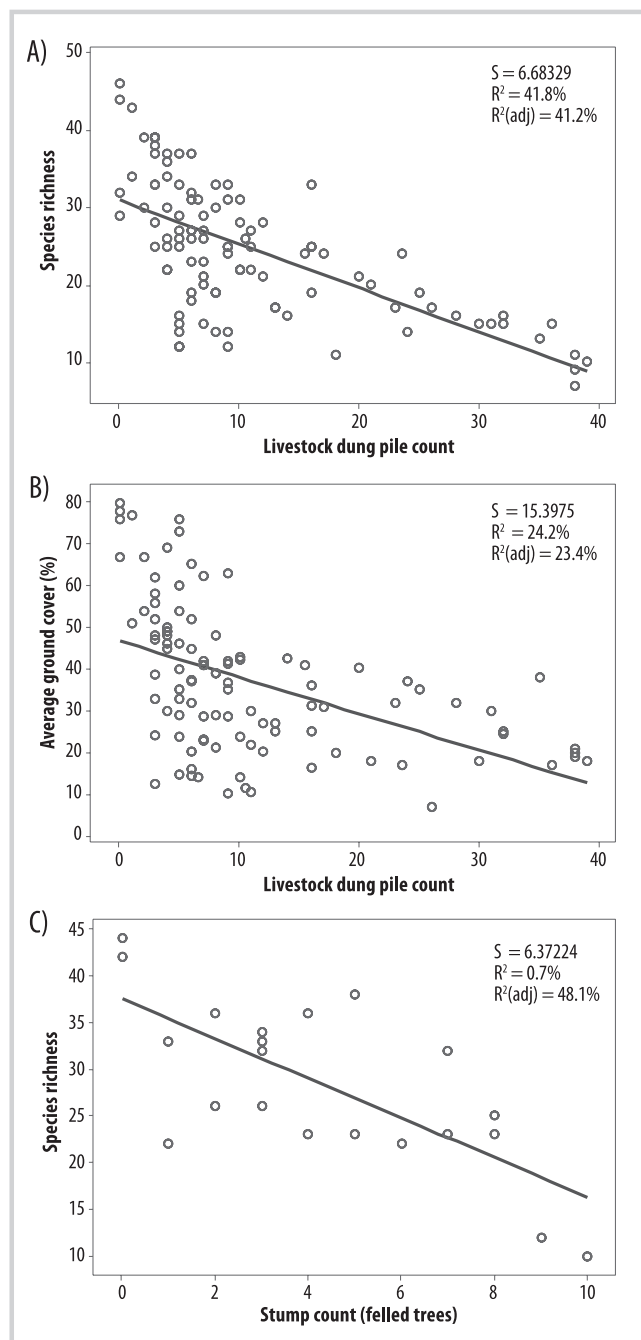 A)
S = 6.68329
R² = 41.8%
R²(adj) = 41.2%
50
40
30
20
10
Species richness
0 10 20 30 40
Livestock dung pile count
B)
S = 15.3975
R² = 24.2%
R²(adj) = 23.4%
80
70
60
50
40
30
20
10
0
Average ground cover (%)
0 10 20 30 40
Livestock dung pile count
C)
S = 6.37224
R² = 0.7%
R²(adj) = 48.1%
45
40
35
30
25
20
15
10
Species richness
0 2 4 6 8 10
Stump count (felled trees)